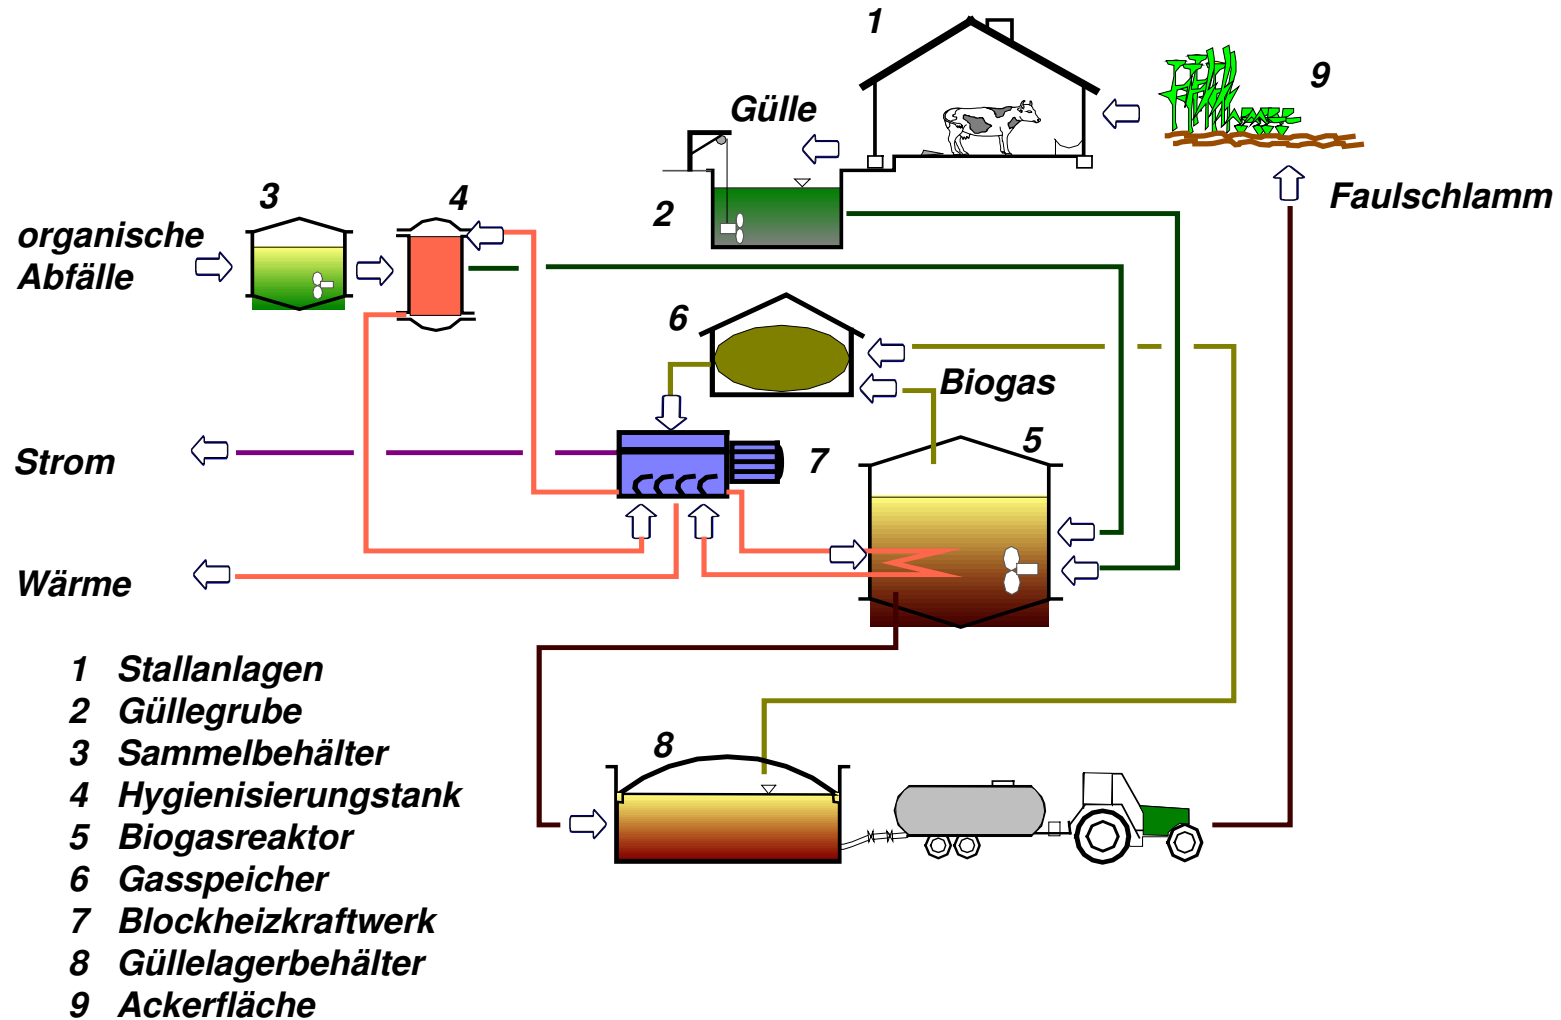 1
9
Gülle
Faulschlamm
2
3
4
organische
Abfälle
6
Biogas
5
Strom
7
Wärme
8
1 Stallanlagen
2 Güllegrube
3 Sammelbehälter
4 Hygienisierungstank
5 Biogasreaktor
6 Gasspeicher
7 Blockheizkraftwerk
8 Güllelagerbehälter
9 Ackerfläche